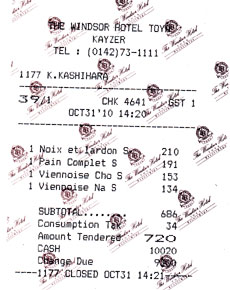 THE WINDSOR HOTEL TOYA
KAYZER
TEL : (0142)73-1111
1177 K.KASHIHARA
39/1 CHK 4641 GST 1
OCT31'10 14:20
1 Noix et lardon S 210
1 Pain Complet S 191
1 Viennoise Cho S 153
1 Viennoise Na S 134
SUBTOTAL....... 686
Consumption Tax 34
Amount Tendered 720
CASH 10020
Change Due
----1177 CLOSED OCT31 14:21----